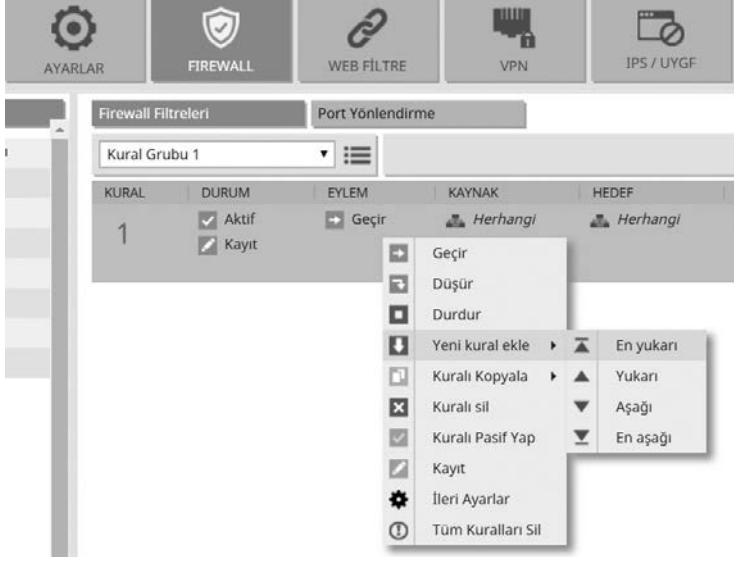 AYARLAR
FIREWALL
WEB FİLTRE
VPN
IPS / UYGF
Firewall Filtreleri
Port Yönlendirme
Kural Grubu 1
KURAL DURUM EYLEM KAYNAK HEDEF
1 Aktif Geçir Herhangi Herhangi
Kayıt
Geçir
Düşür
Durdur
Yeni kural ekle
Kuralı Kopyala
Kuralı sil
Kuralı Pasif Yap
Kayıt
İleri Ayarlar
Tüm Kuralları Sil
En yukarı
Yukarı
Aşağı
En aşağı